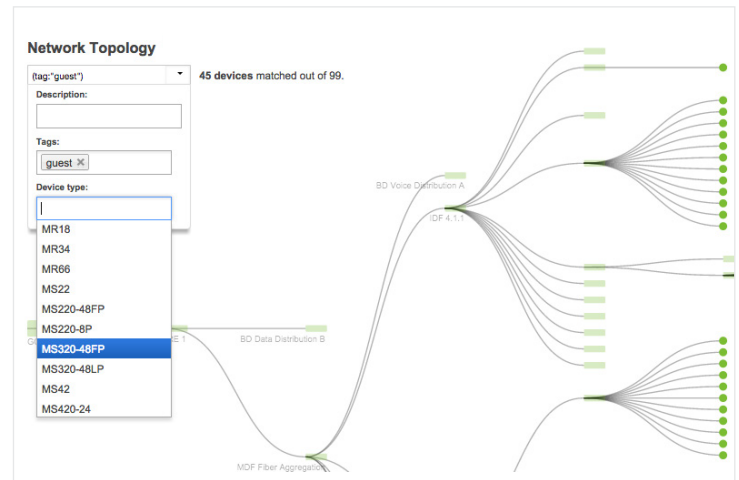 Network Topology
(tag:"guest")
45 devices matched out of 99.
Description:
Tags:
guest ×
Device type:
MR18
MR34
MR66
MS22
MS220-48FP
MS220-8P
MS320-48FP
MS320-48LP
MS42
MS420-24
BD Voice Distribution A
IDF 4.1.1
BD Data Distribution B
MDF Fiber Aggregation